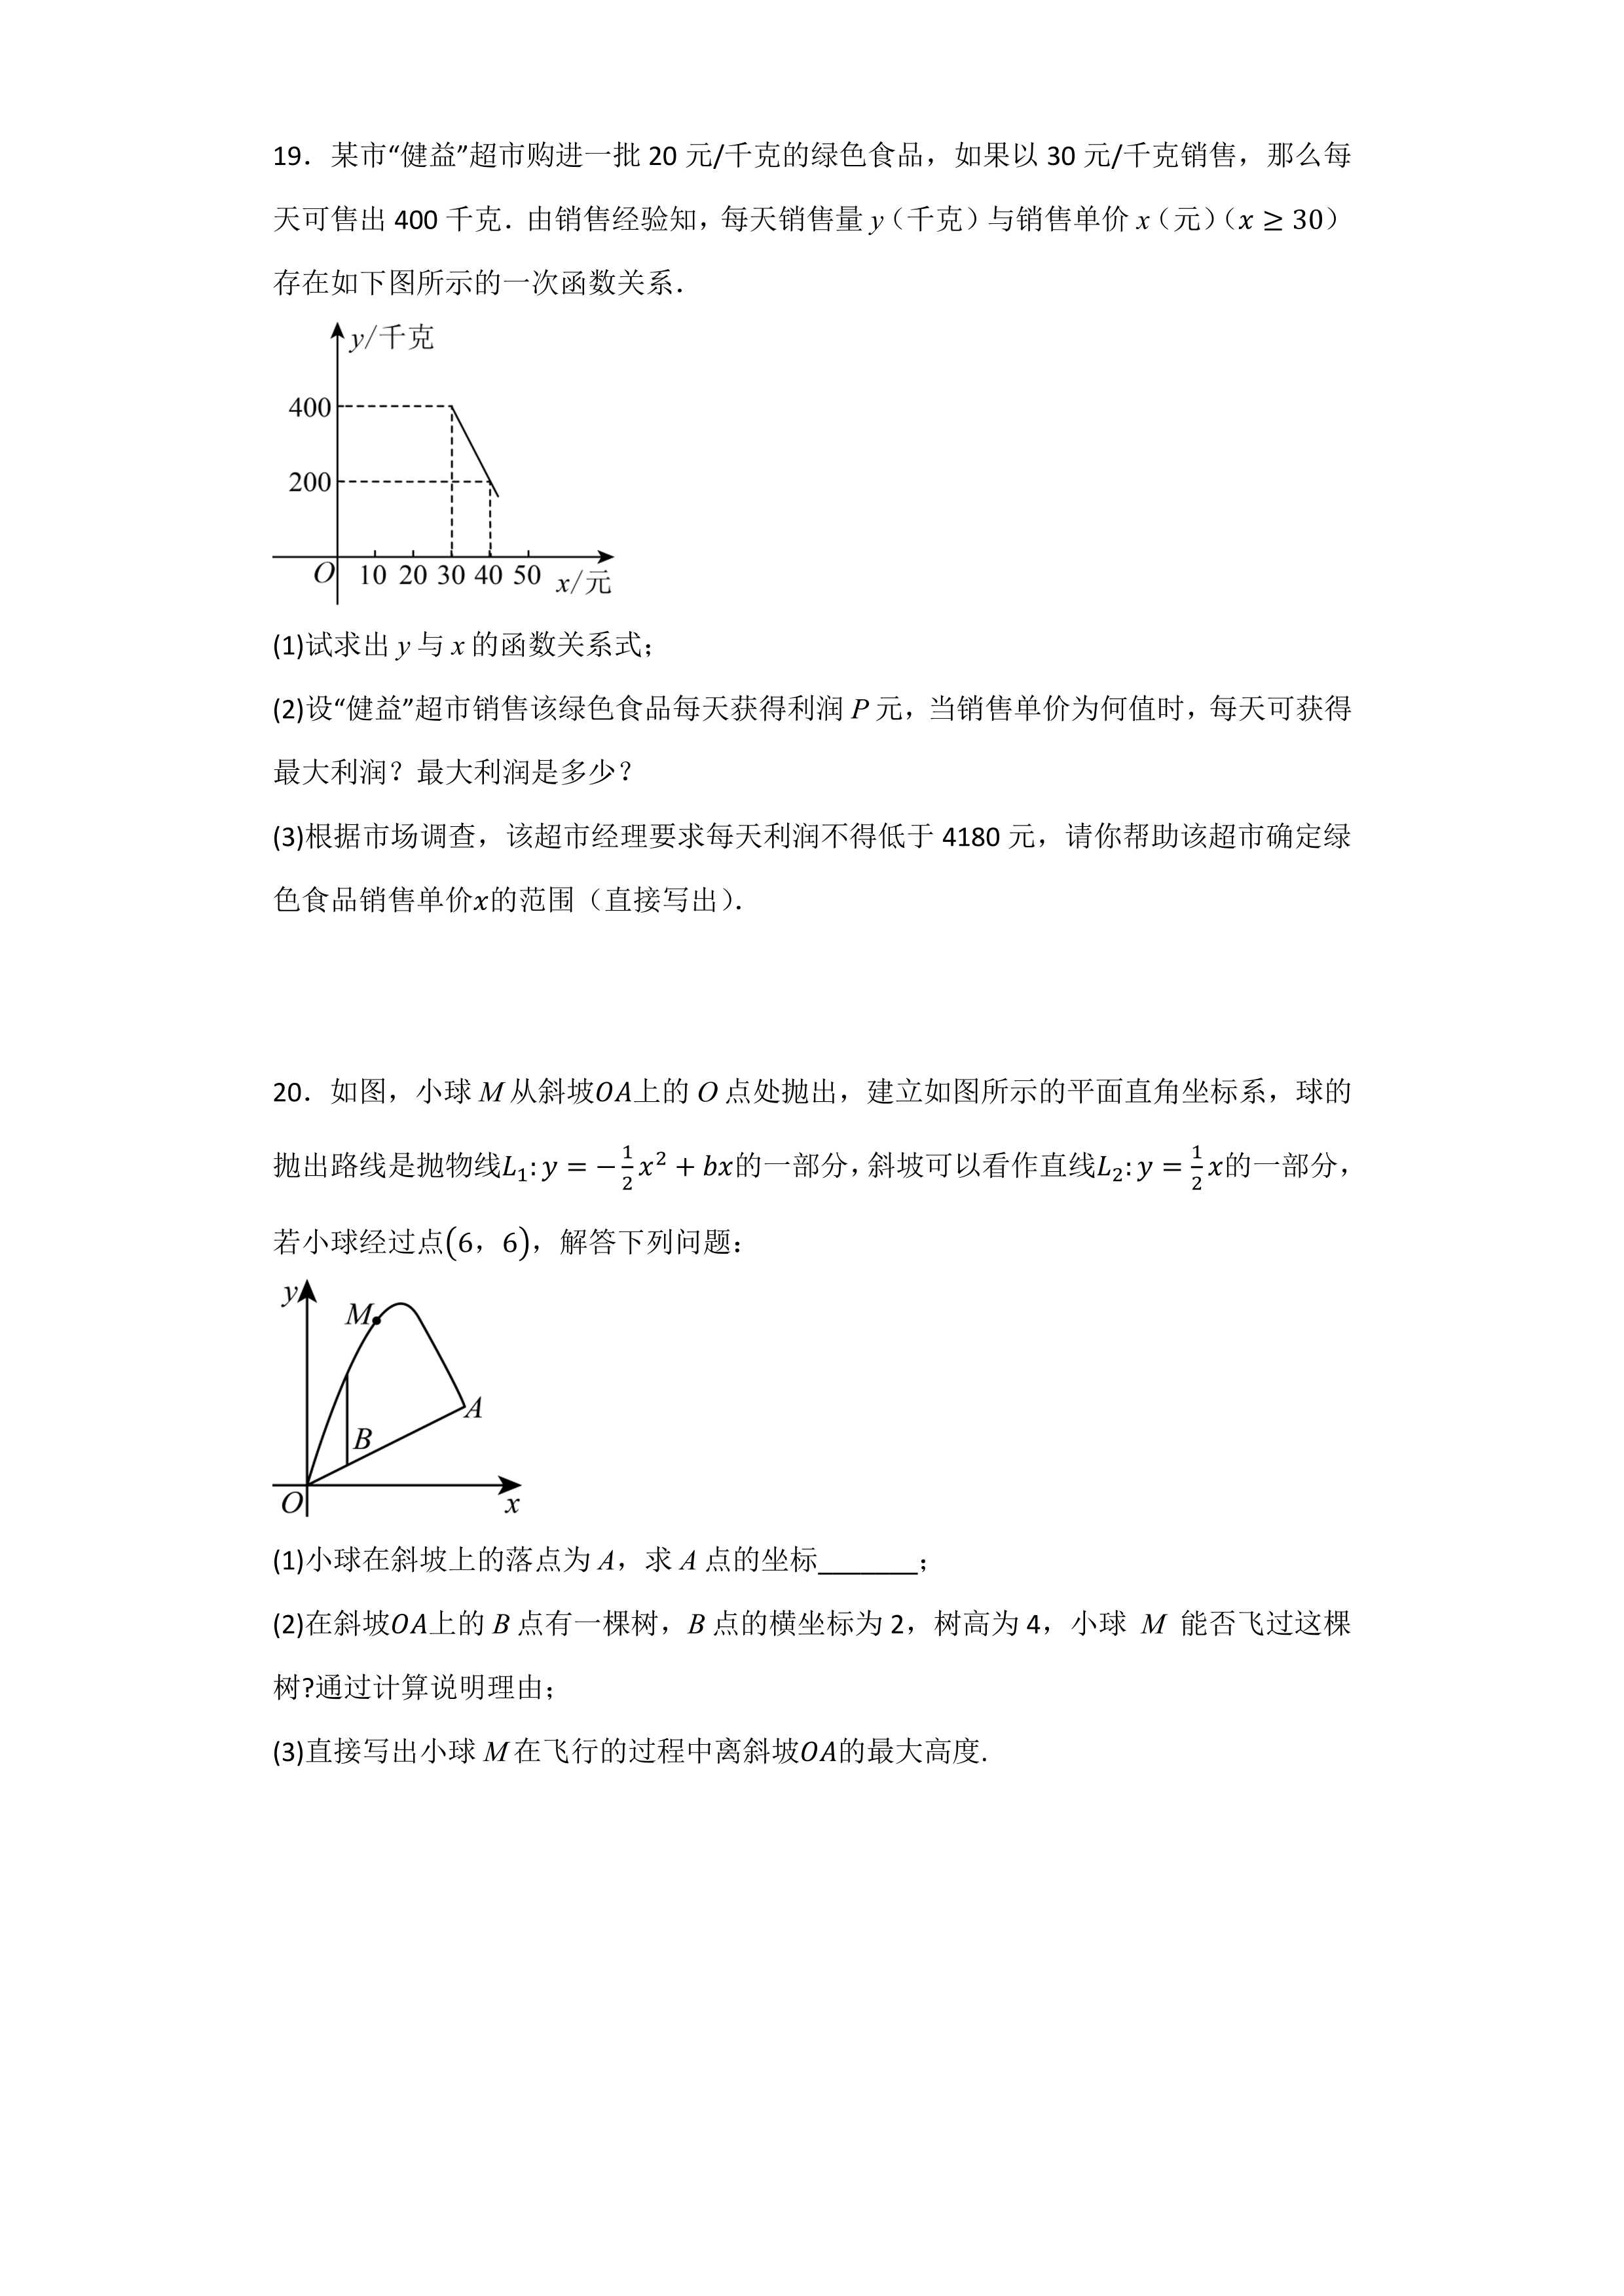 19．某市“健益”超市购进一批 20 元/千克的绿色食品，如果以 30 元/千克销售，那么每
天可售出 400 千克．由销售经验知，每天销售量 y（千克）与销售单价 x（元）（x ≥ 30）
存在如下图所示的一次函数关系．
y/千克
400
200
O 10 20 30 40 50 x/元
(1)试求出 y 与 x 的函数关系式；
(2)设“健益”超市销售该绿色食品每天获得利润 P 元，当销售单价为何值时，每天可获得
最大利润？最大利润是多少？
(3)根据市场调查，该超市经理要求每天利润不得低于 4180 元，请你帮助该超市确定绿
色食品销售单价x的范围（直接写出）．
20．如图，小球 M 从斜坡OA上的 O 点处抛出，建立如图所示的平面直角坐标系，球的
抛出路线是抛物线L₁: y = −1/2 x² + bx的一部分，斜坡可以看作直线L₂: y = 1/2 x的一部分，
若小球经过点(6，6)，解答下列问题：
y
M
A
B
O x
(1)小球在斜坡上的落点为 A，求 A 点的坐标_______；
(2)在斜坡OA上的 B 点有一棵树，B 点的横坐标为 2，树高为 4，小球 M 能否飞过这棵
树?通过计算说明理由；
(3)直接写出小球 M 在飞行的过程中离斜坡OA的最大高度.